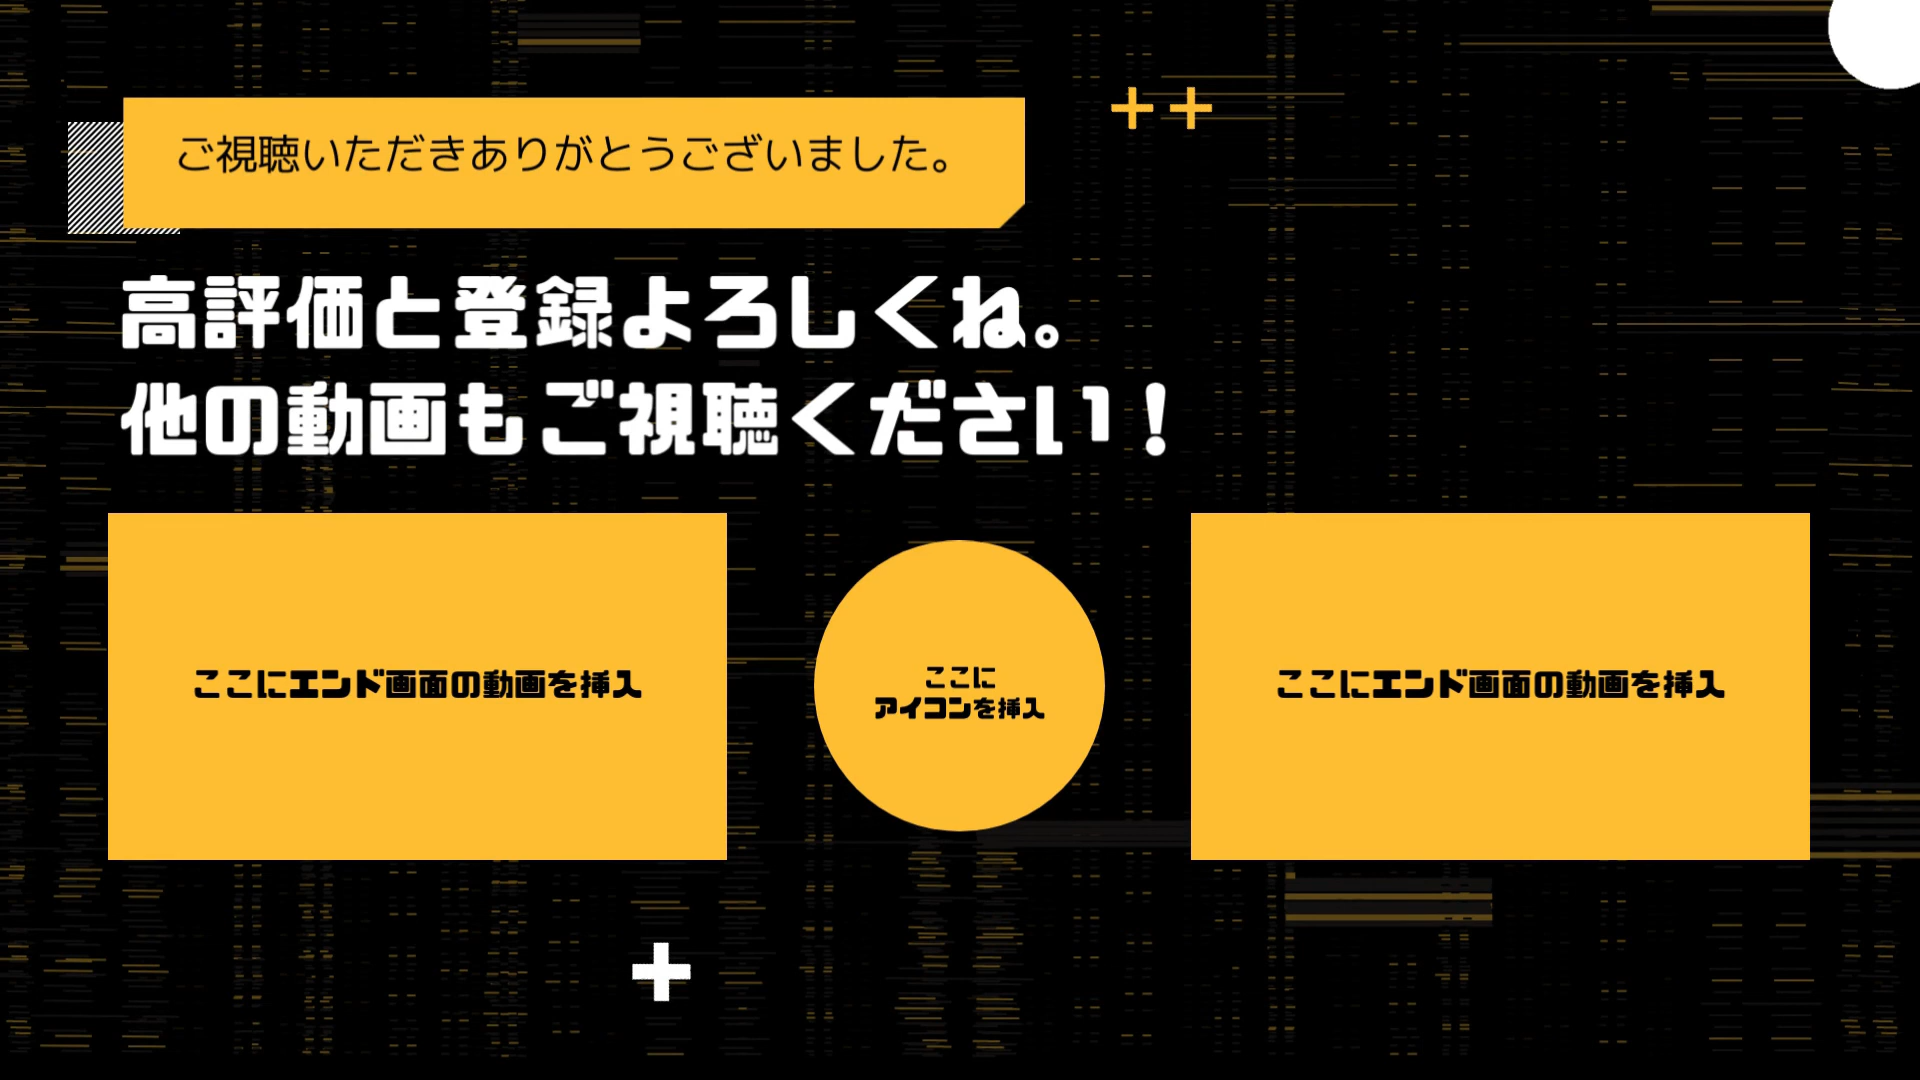 ご視聴いただきありがとうございました。
高評価と登録よろしくね。
他の動画もご視聴ください！
ここにエンド画面の動画を挿入
ここに
アイコンを挿入
ここにエンド画面の動画を挿入